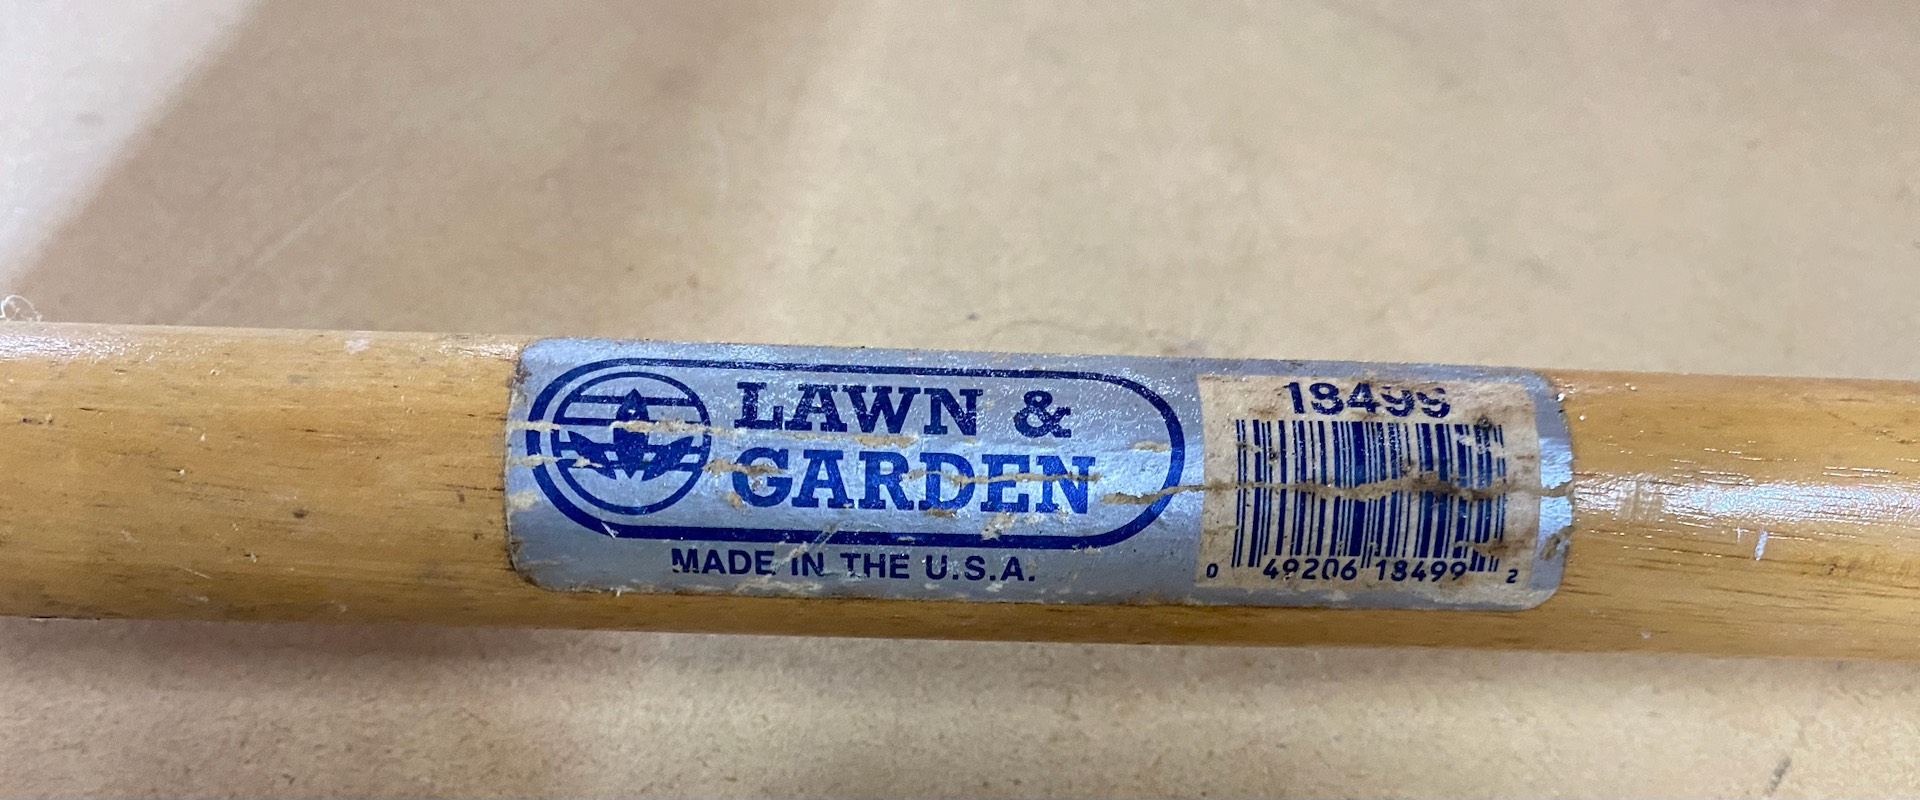 LAWN &
GARDEN
MADE IN THE U.S.A.
18499
0 49206 18499 2